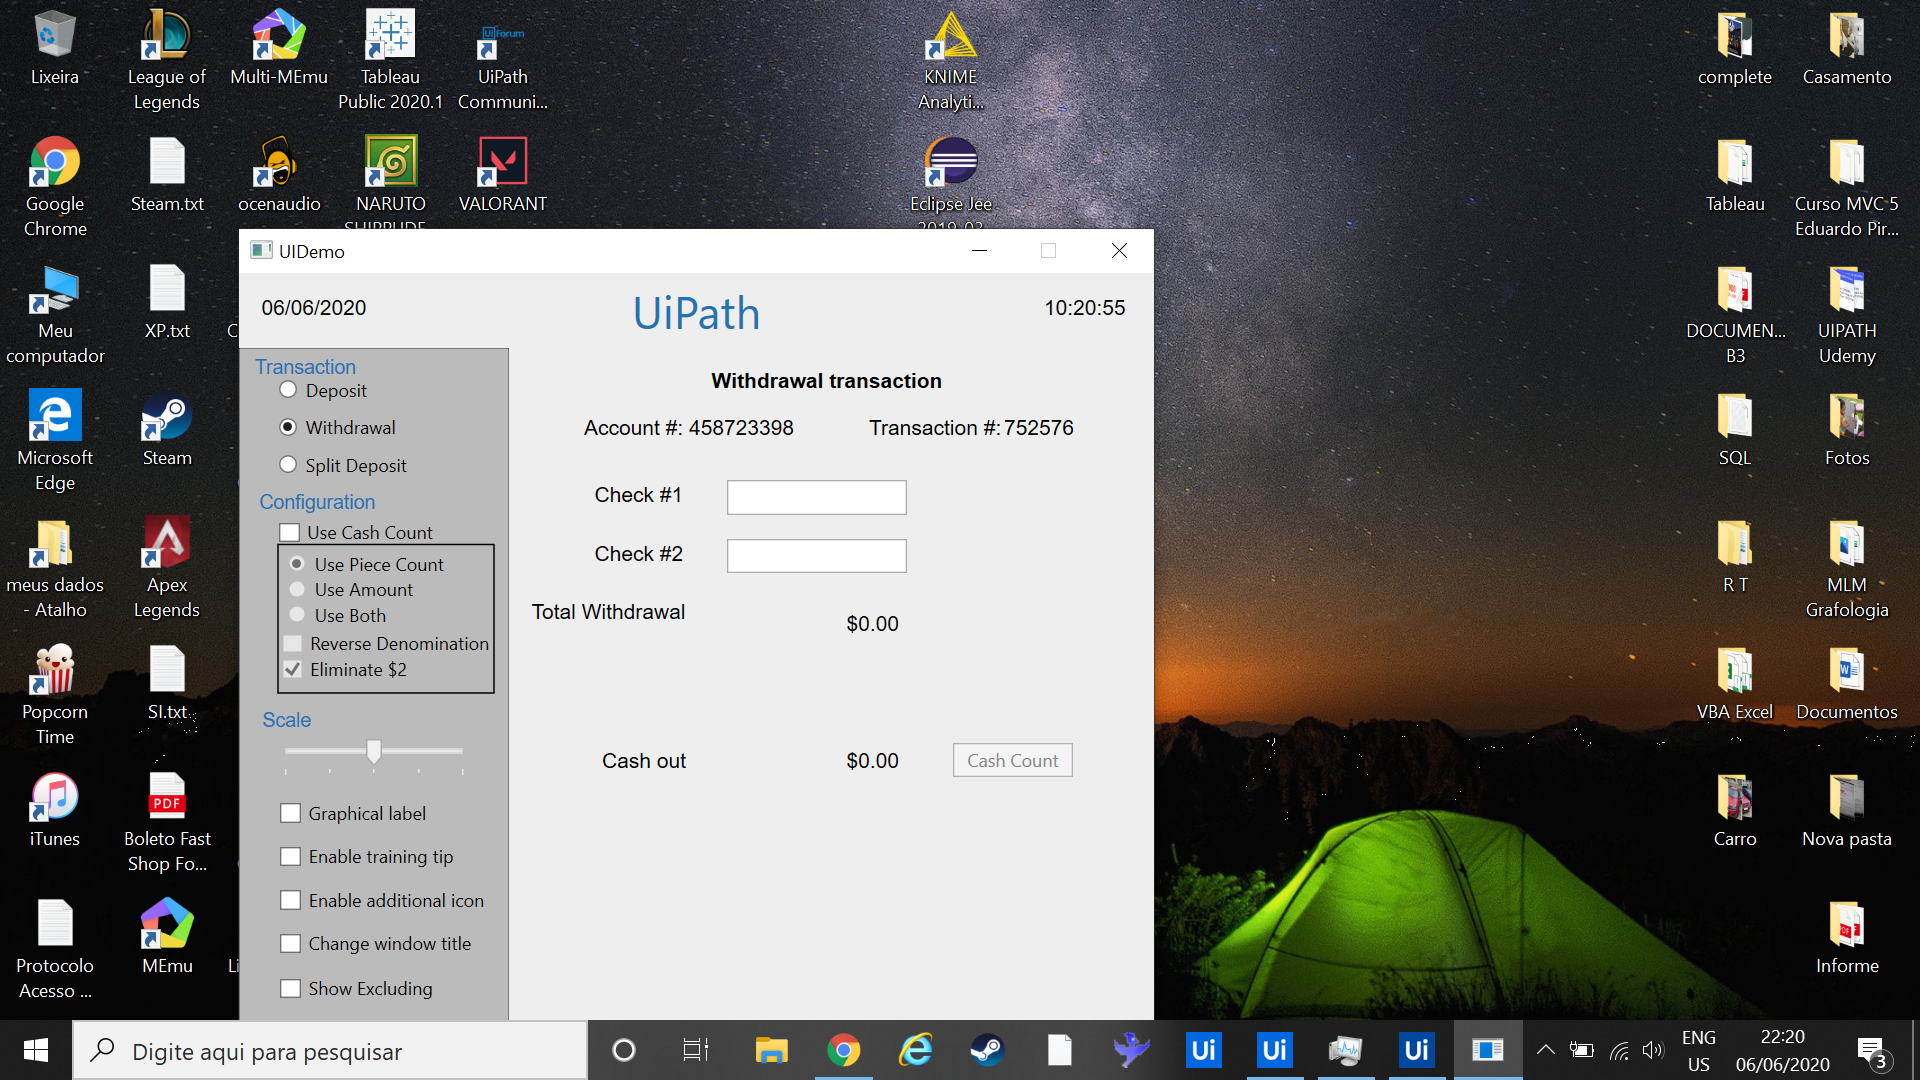 Lixeira
League of
Legends
Multi-MEmu
Tableau
Public 2020.1
UiForum
UiPath
Communi...
KNIME
Analyti...
complete
Casamento
Google
Chrome
Steam.txt
ocenaudio
NARUTO
VALORANT
Eclipse Jee
2019-03
Tableau
Curso MVC 5
Eduardo Pir...
Meu
computador
XP.txt
DOCUMEN...
B3
UIPATH
Udemy
Microsoft
Edge
Steam
SQL
Fotos
meus dados
- Atalho
Apex
Legends
R T
MLM
Grafologia
Popcorn
Time
SI.txt
VBA Excel
Documentos
iTunes
PDF
Boleto Fast
Shop Fo...
Carro
Nova pasta
Protocolo
Acesso ...
MEmu
Informe
UIDemo
06/06/2020
UiPath
10:20:55
Transaction
Deposit
Withdrawal
Split Deposit
Configuration
Use Cash Count
Use Piece Count
Use Amount
Use Both
Reverse Denomination
Eliminate $2
Scale
Graphical label
Enable training tip
Enable additional icon
Change window title
Show Excluding
Withdrawal transaction
Account #: 458723398
Transaction #: 752576
Check #1
Check #2
Total Withdrawal
$0.00
Cash out
$0.00
Cash Count
Digite aqui para pesquisar
Ui
Ui
Ui
ENG
US
22:20
06/06/2020
3